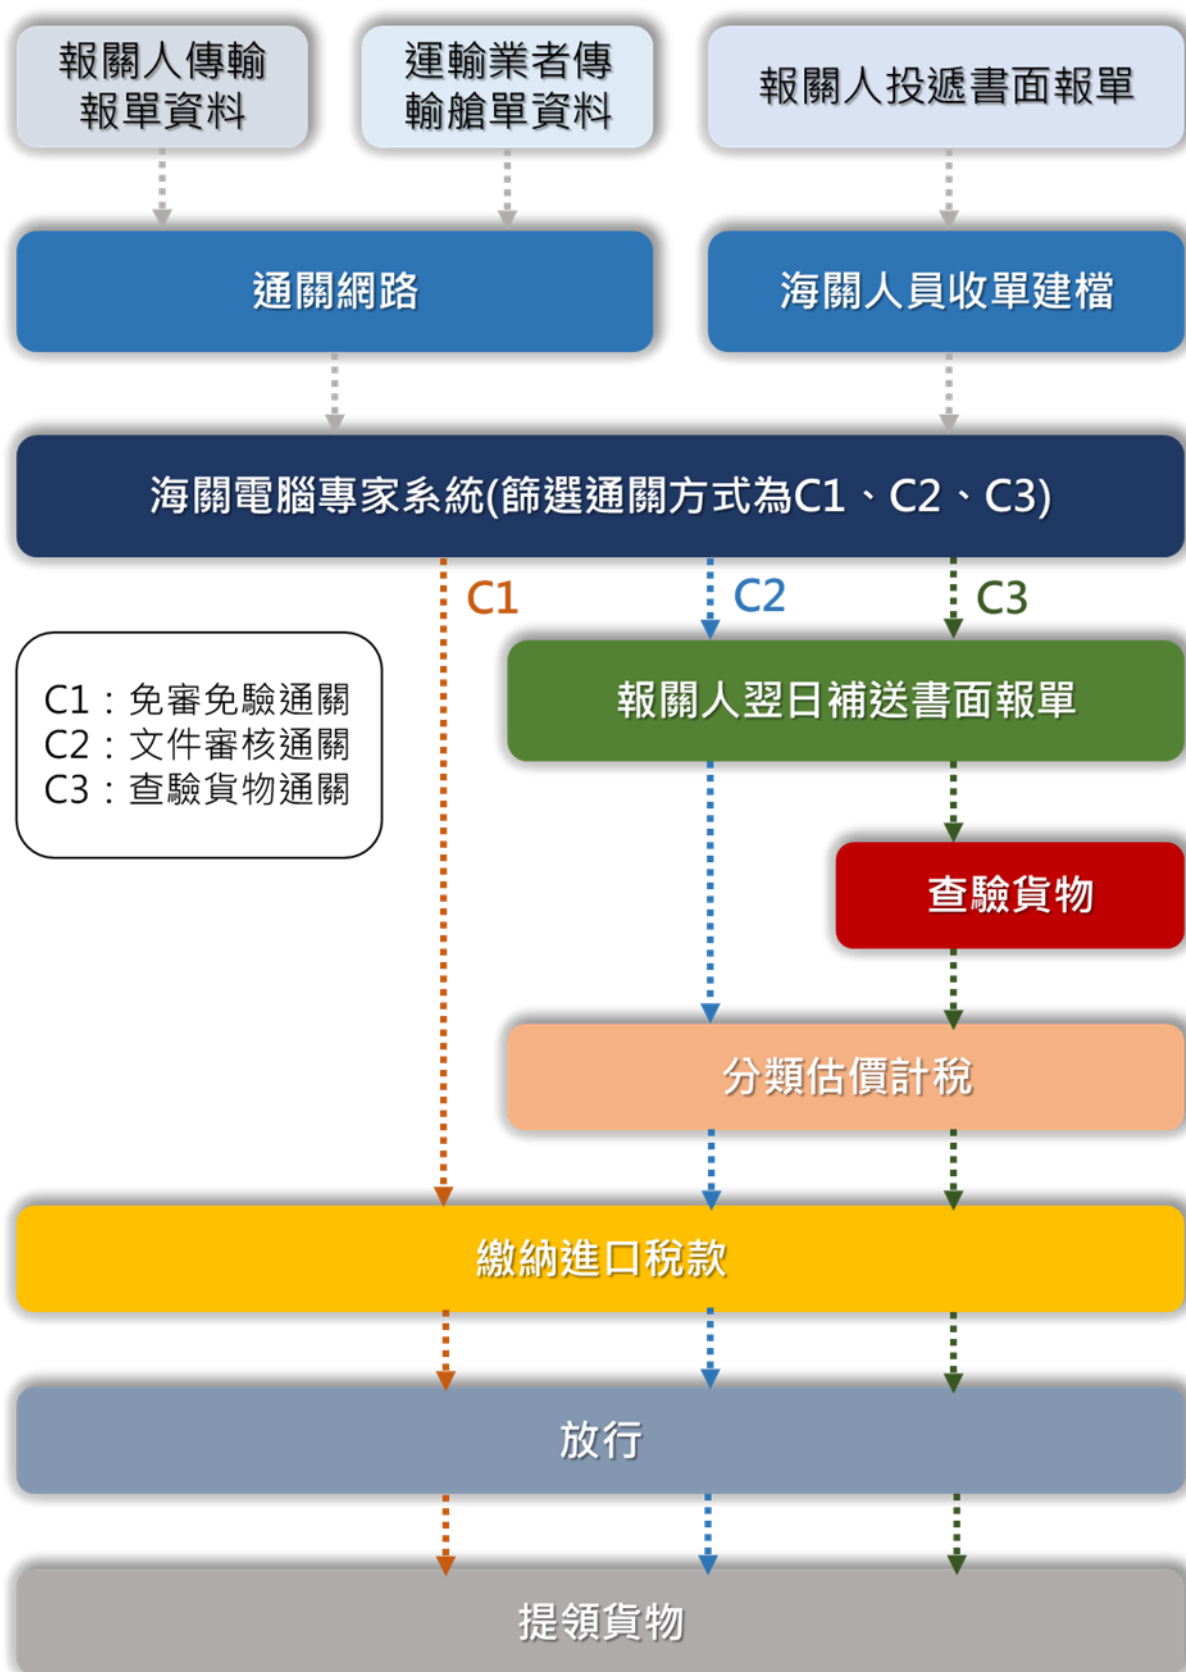 報關人傳輸
報單資料
運輸業者傳
輸艙單資料
報關人投遞書面報單
通關網路
海關人員收單建檔
海關電腦專家系統(篩選通關方式為C1、C2、C3)
C1
C2
C3
C1：免審免驗通關
C2：文件審核通關
C3：查驗貨物通關
報關人翌日補送書面報單
查驗貨物
分類估價計稅
繳納進口稅款
放行
提領貨物